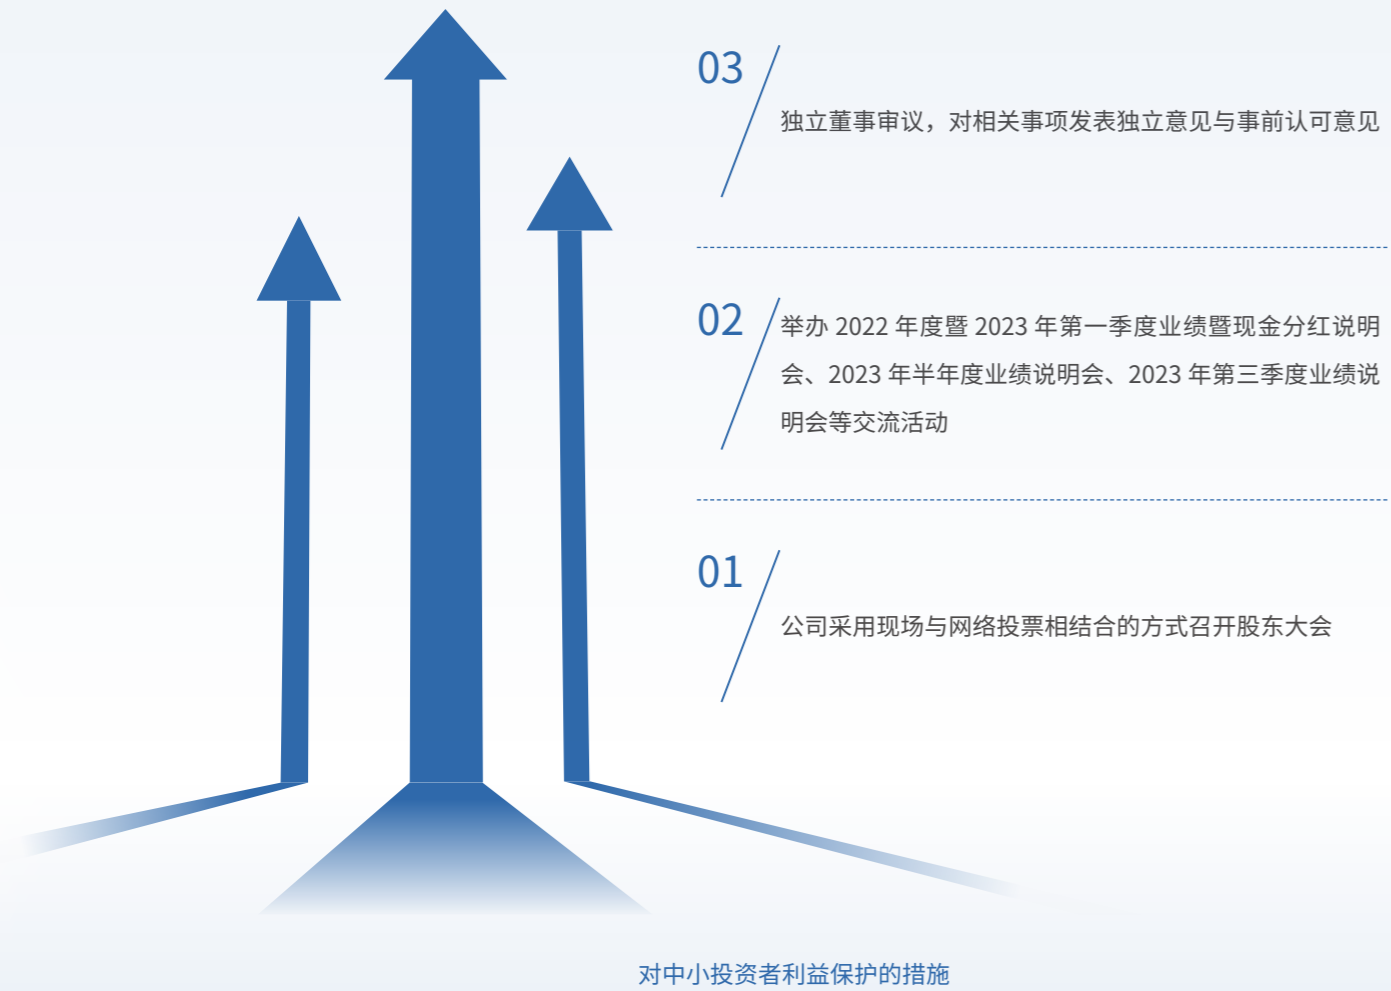 03
独立董事审议，对相关事项发表独立意见与事前认可意见
02
举办 2022 年度暨 2023 年第一季度业绩暨现金分红说明
会、2023 年半年度业绩说明会、2023 年第三季度业绩说
明会等交流活动
01
公司采用现场与网络投票相结合的方式召开股东大会
对中小投资者利益保护的措施